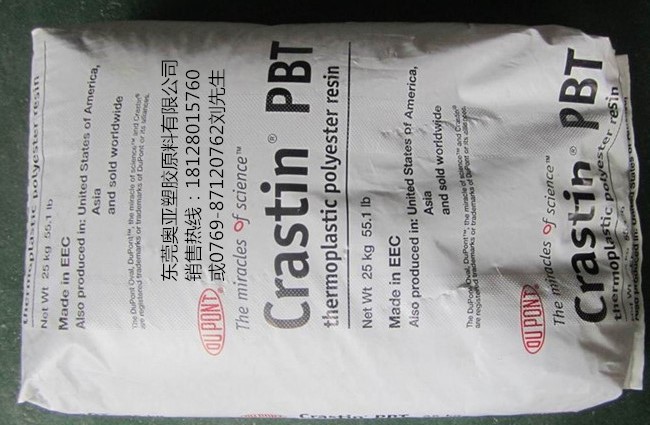 thermoplastic polyester resin
Net Wt 25 kg 55.1 lb
Made in EEC
Also produced in: United States of America,
Asia
and sold worldwide
The DuPont Oval, DuPont™, the miracles of science™ and Crastin®
are registered trademarks or trademarks of DuPont or its alliances.
东莞奥亚塑胶原料有限公司
销售热线：18128015760
或0769-87120762刘先生
DUPONT®
The miracles of science™
Crastin® PBT
thermoplastic polyester resin
Net Wt 25 kg 55.1 lb
Made in EEC
Also produced in: United States of America,
Asia
and sold worldwide
The DuPont Oval, DuPont™, the miracles of science™ and Crastin®
are registered trademarks or trademarks of DuPont or its alliances.
DUPONT
The miracles of science™
Crastin® PBT
thermoplastic polyester resin
DUPONT
Crastin PBT